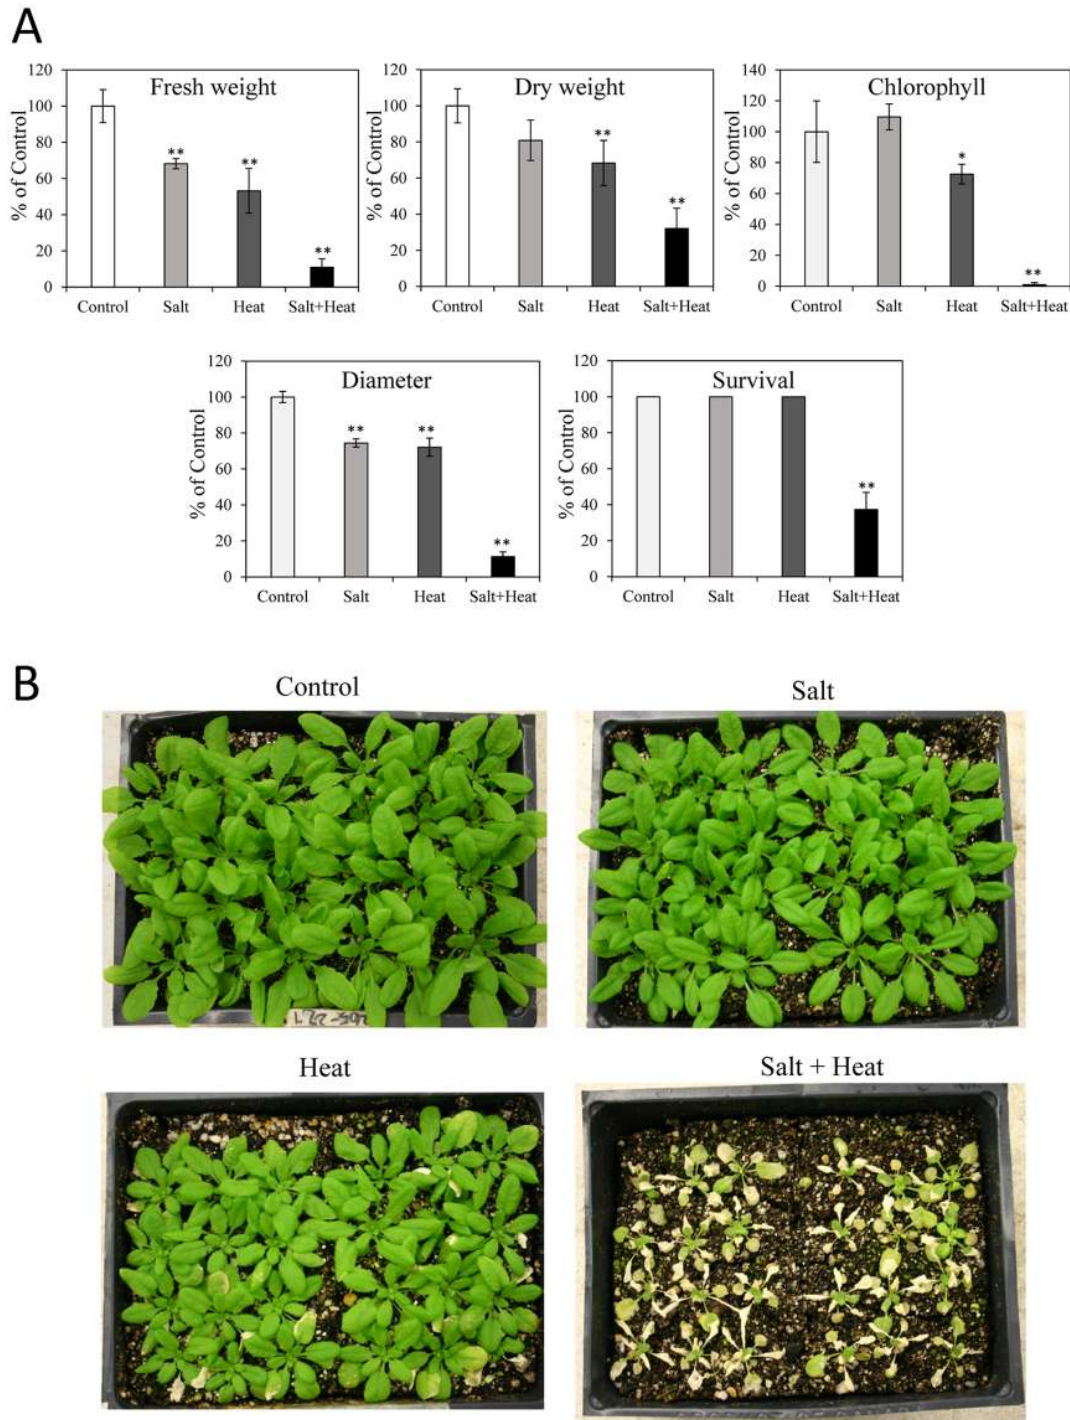 A
Fresh weight
% of Control
120
100
80
60
40
20
0
**
**
**
Control Salt Heat Salt+Heat
Dry weight
% of Control
120
100
80
60
40
20
0
**
**
Control Salt Heat Salt+Heat
Chlorophyll
% of Control
140
120
100
80
60
40
20
0
*
**
Control Salt Heat Salt+Heat
Diameter
% of Control
120
100
80
60
40
20
0
**
**
**
Control Salt Heat Salt+Heat
Survival
% of Control
120
100
80
60
40
20
0
**
Control Salt Heat Salt+Heat
B
Control
Salt
Heat
Salt + Heat